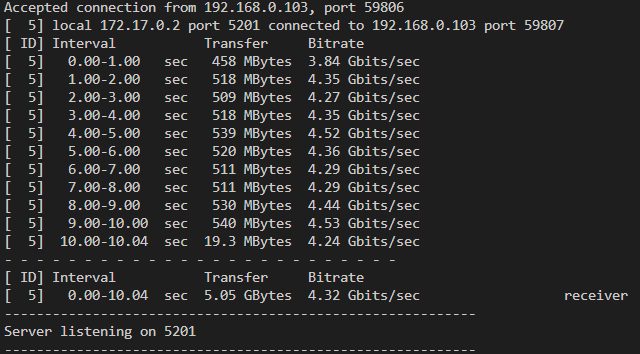 Accepted connection from 192.168.0.103, port 59806
[  5] local 172.17.0.2 port 5201 connected to 192.168.0.103 port 59807
[ ID] Interval           Transfer     Bitrate
[  5]   0.00-1.00   sec   458 MBytes  3.84 Gbits/sec
[  5]   1.00-2.00   sec   518 MBytes  4.35 Gbits/sec
[  5]   2.00-3.00   sec   509 MBytes  4.27 Gbits/sec
[  5]   3.00-4.00   sec   518 MBytes  4.35 Gbits/sec
[  5]   4.00-5.00   sec   539 MBytes  4.52 Gbits/sec
[  5]   5.00-6.00   sec   520 MBytes  4.36 Gbits/sec
[  5]   6.00-7.00   sec   511 MBytes  4.29 Gbits/sec
[  5]   7.00-8.00   sec   511 MBytes  4.29 Gbits/sec
[  5]   8.00-9.00   sec   530 MBytes  4.44 Gbits/sec
[  5]   9.00-10.00  sec   540 MBytes  4.53 Gbits/sec
[  5]  10.00-10.04  sec  19.3 MBytes  4.24 Gbits/sec
- - - - - - - - - - - - - - - - - - - - - - - - -
[ ID] Interval           Transfer     Bitrate
[  5]   0.00-10.04  sec  5.05 GBytes  4.32 Gbits/sec                  receiver
-----------------------------------------------------------
Server listening on 5201
-----------------------------------------------------------